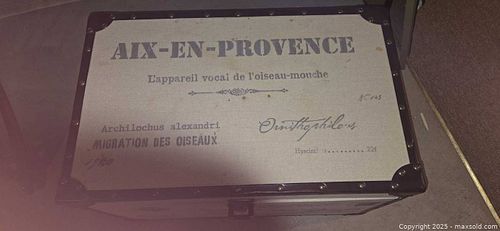 AIX-EN-PROVENCE
L'appareil vocal de l'oiseau-mouche
Archilochus alexandri
MIGRATION DES OISEAUX
Copyright © 2025 - maxsold.com